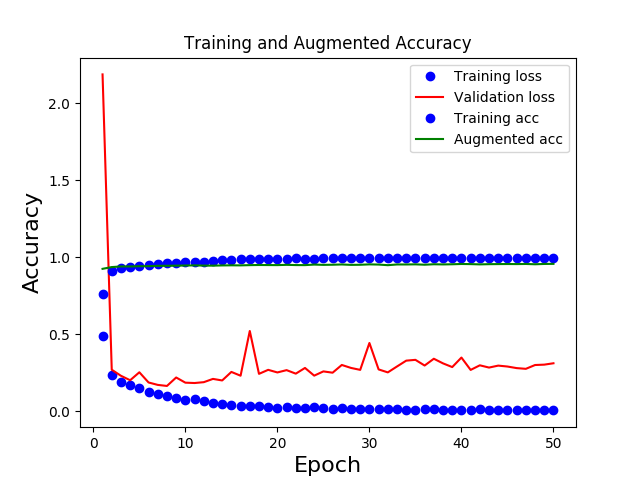 Training and Augmented Accuracy
Training loss
Validation loss
Training acc
Augmented acc
2.0
1.5
1.0
0.5
0.0
Accuracy
0
10
20
30
40
50
Epoch